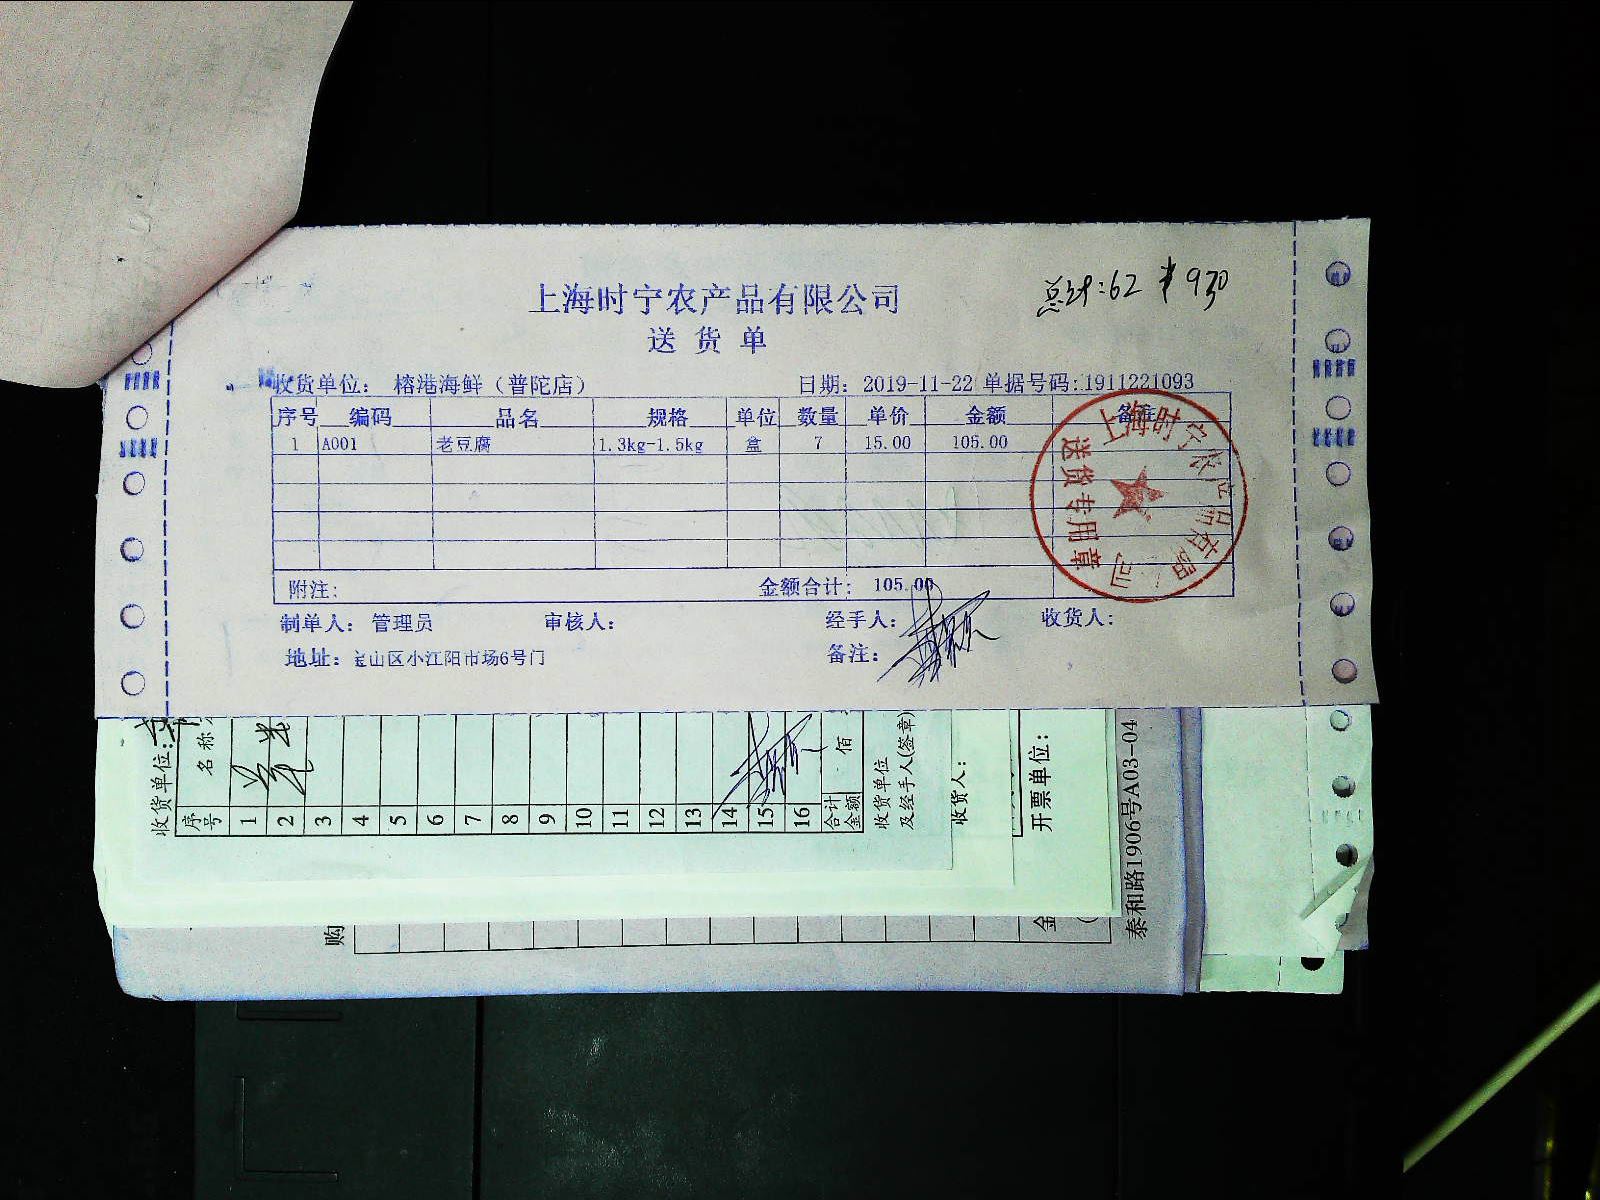 总计:62 ¥930
上海时宁农产品有限公司
送货单
收货单位: 榕港海鲜(普陀店) 日期: 2019-11-22 单据号码:1911221093
序号 编码 品名 规格 单位 数量 单价 金额 备注
1 A001 老豆腐 1.3kg-1.5kg 盒 7 15.00 105.00
附注: 金额合计: 105.00
制单人: 管理员 审核人: 经手人: 收货人:
地址: 宝山区小江阳市场6号门 备注:
上海时宁农产品有限 司
送货专用章
收货单位:
序号 名称
1
2
3
4
5
6
7
8
9
10
11
12
13
14
15
16
合计金额 佰
收货单位及经手人(签章)
收货人:
开票单位:
购
金
泰和路1906号A03-04